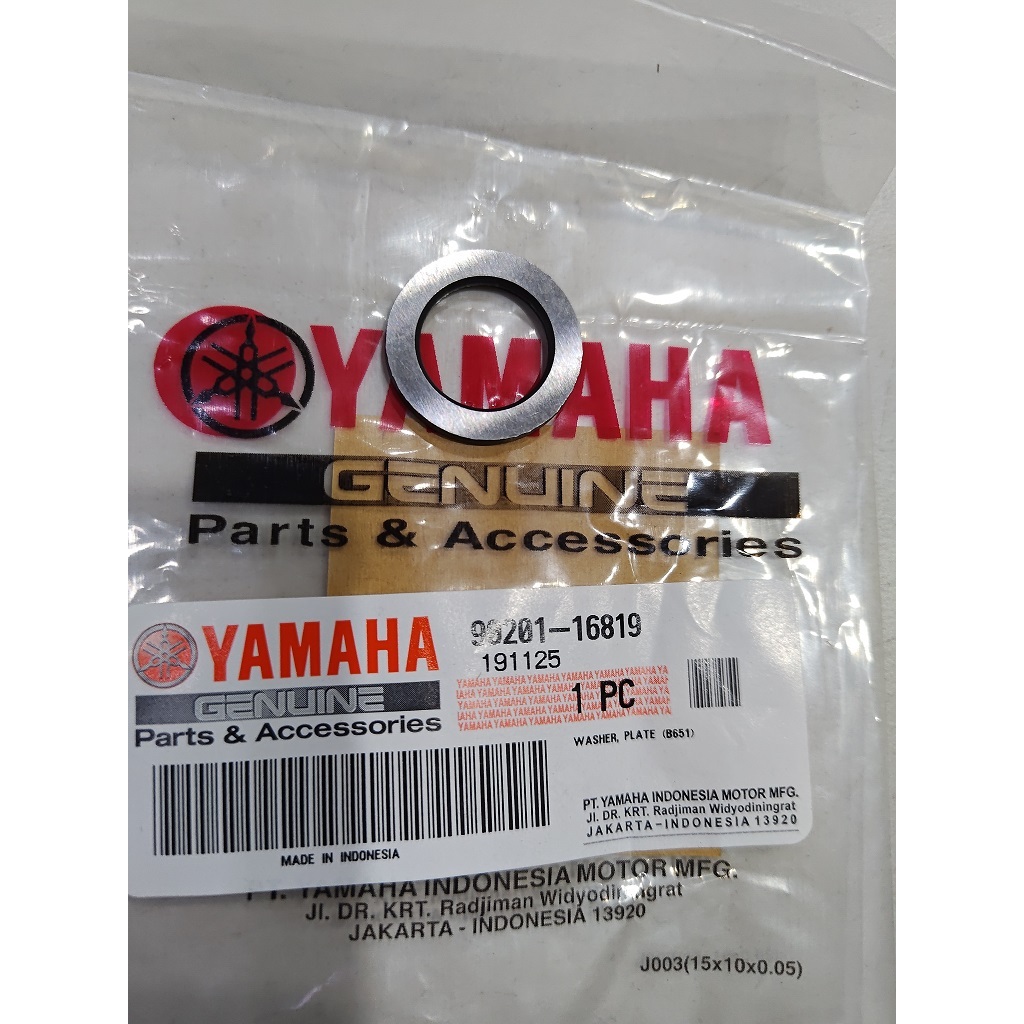 YAMAHA
GENUINE
Parts & Accessories
YAMAHA
GENUINE
Parts & Accessories
90201-16819
191125
1 PC
WASHER, PLATE (B651)
PT. YAMAHA INDONESIA MOTOR MFG.
Jl. DR. KRT. Radjiman Widyodiningrat
JAKARTA-INDONESIA 13920
MADE IN INDONESIA
PT. YAMAHA INDONESIA MOTOR MFG.
Jl. DR. KRT. Radjiman Widyodiningrat
JAKARTA - INDONESIA 13920
J003(15x10x0.05)